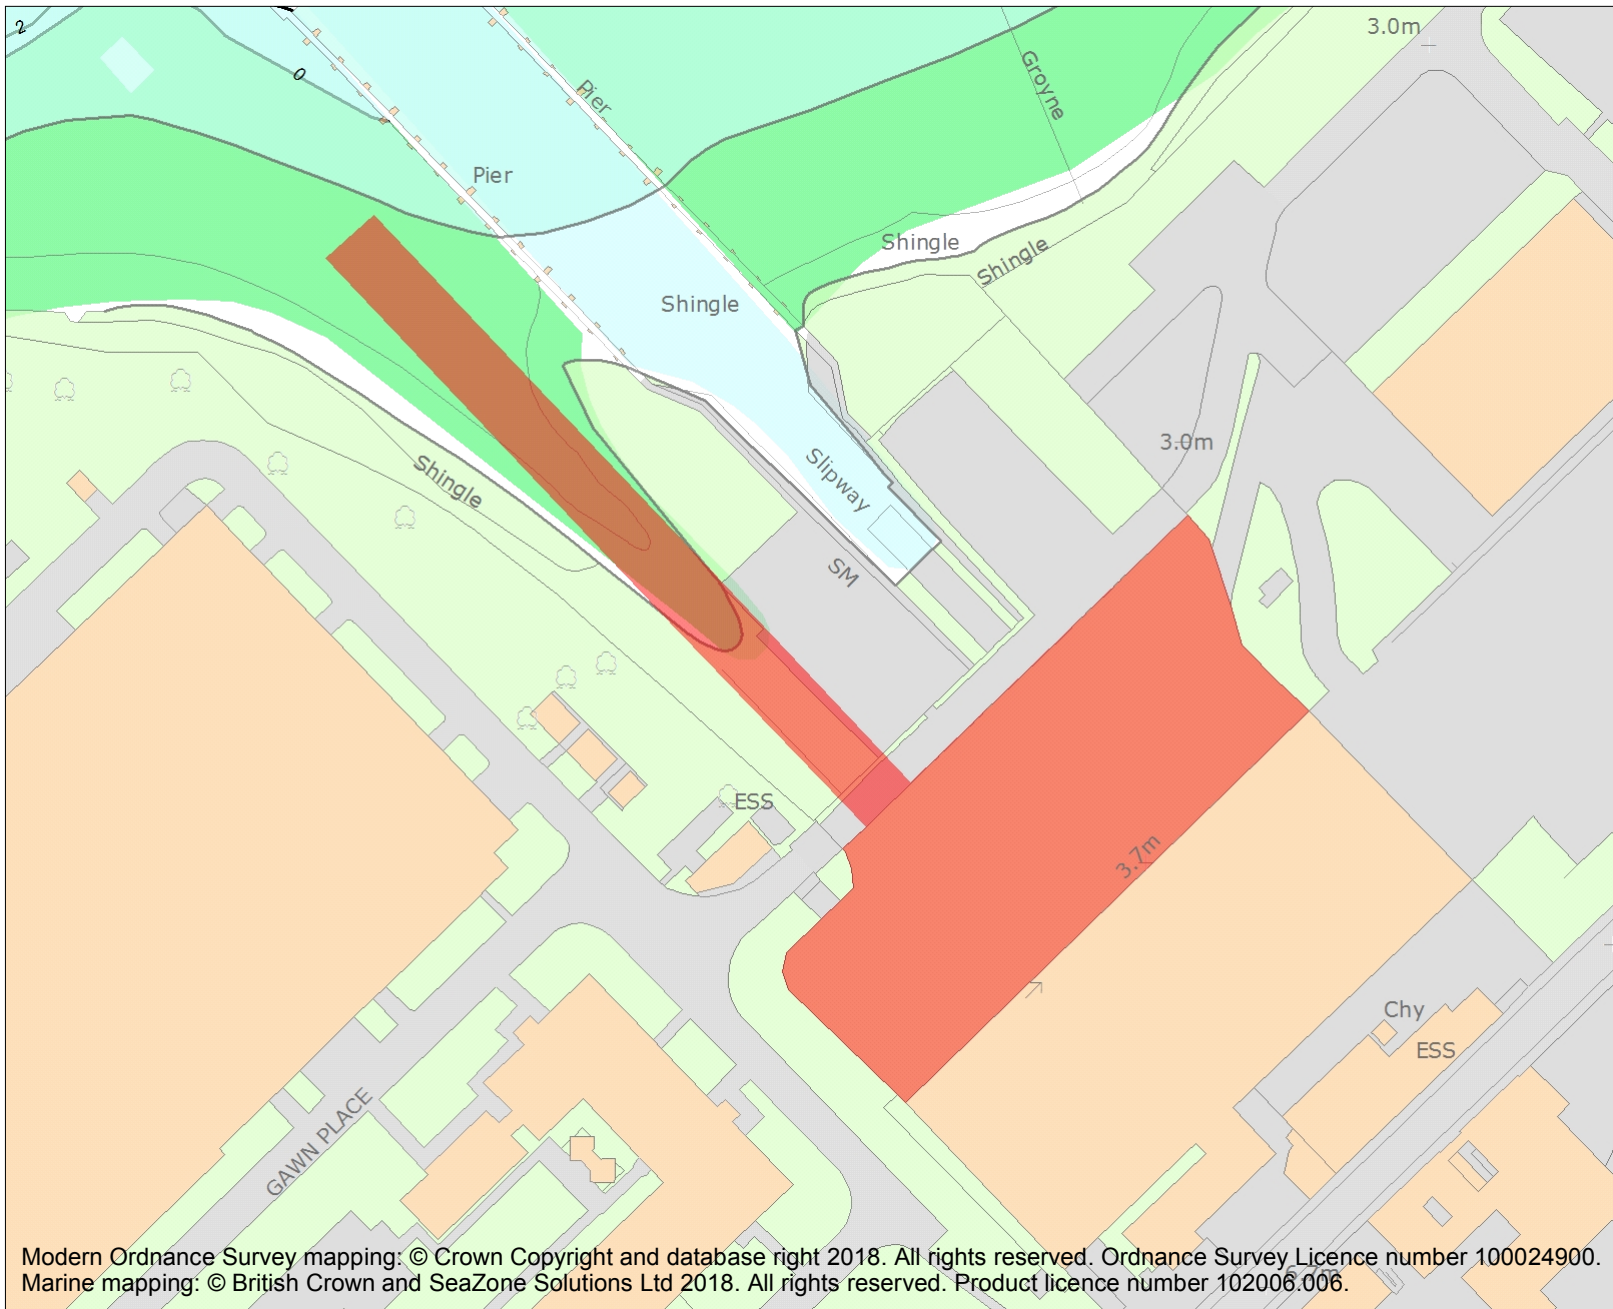 2
0
3.0m
Groyne
Pier
Pier
Shingle
Shingle
Shingle
3.0m
Shingle
Slipway
SM
ESS
3.7m
Chy
ESS
GAWN PLACE
Modern Ordnance Survey mapping: © Crown Copyright and database right 2018. All rights reserved. Ordnance Survey Licence number 100024900.
Marine mapping: © British Crown and SeaZone Solutions Ltd 2018. All rights reserved. Product licence number 102006.006.